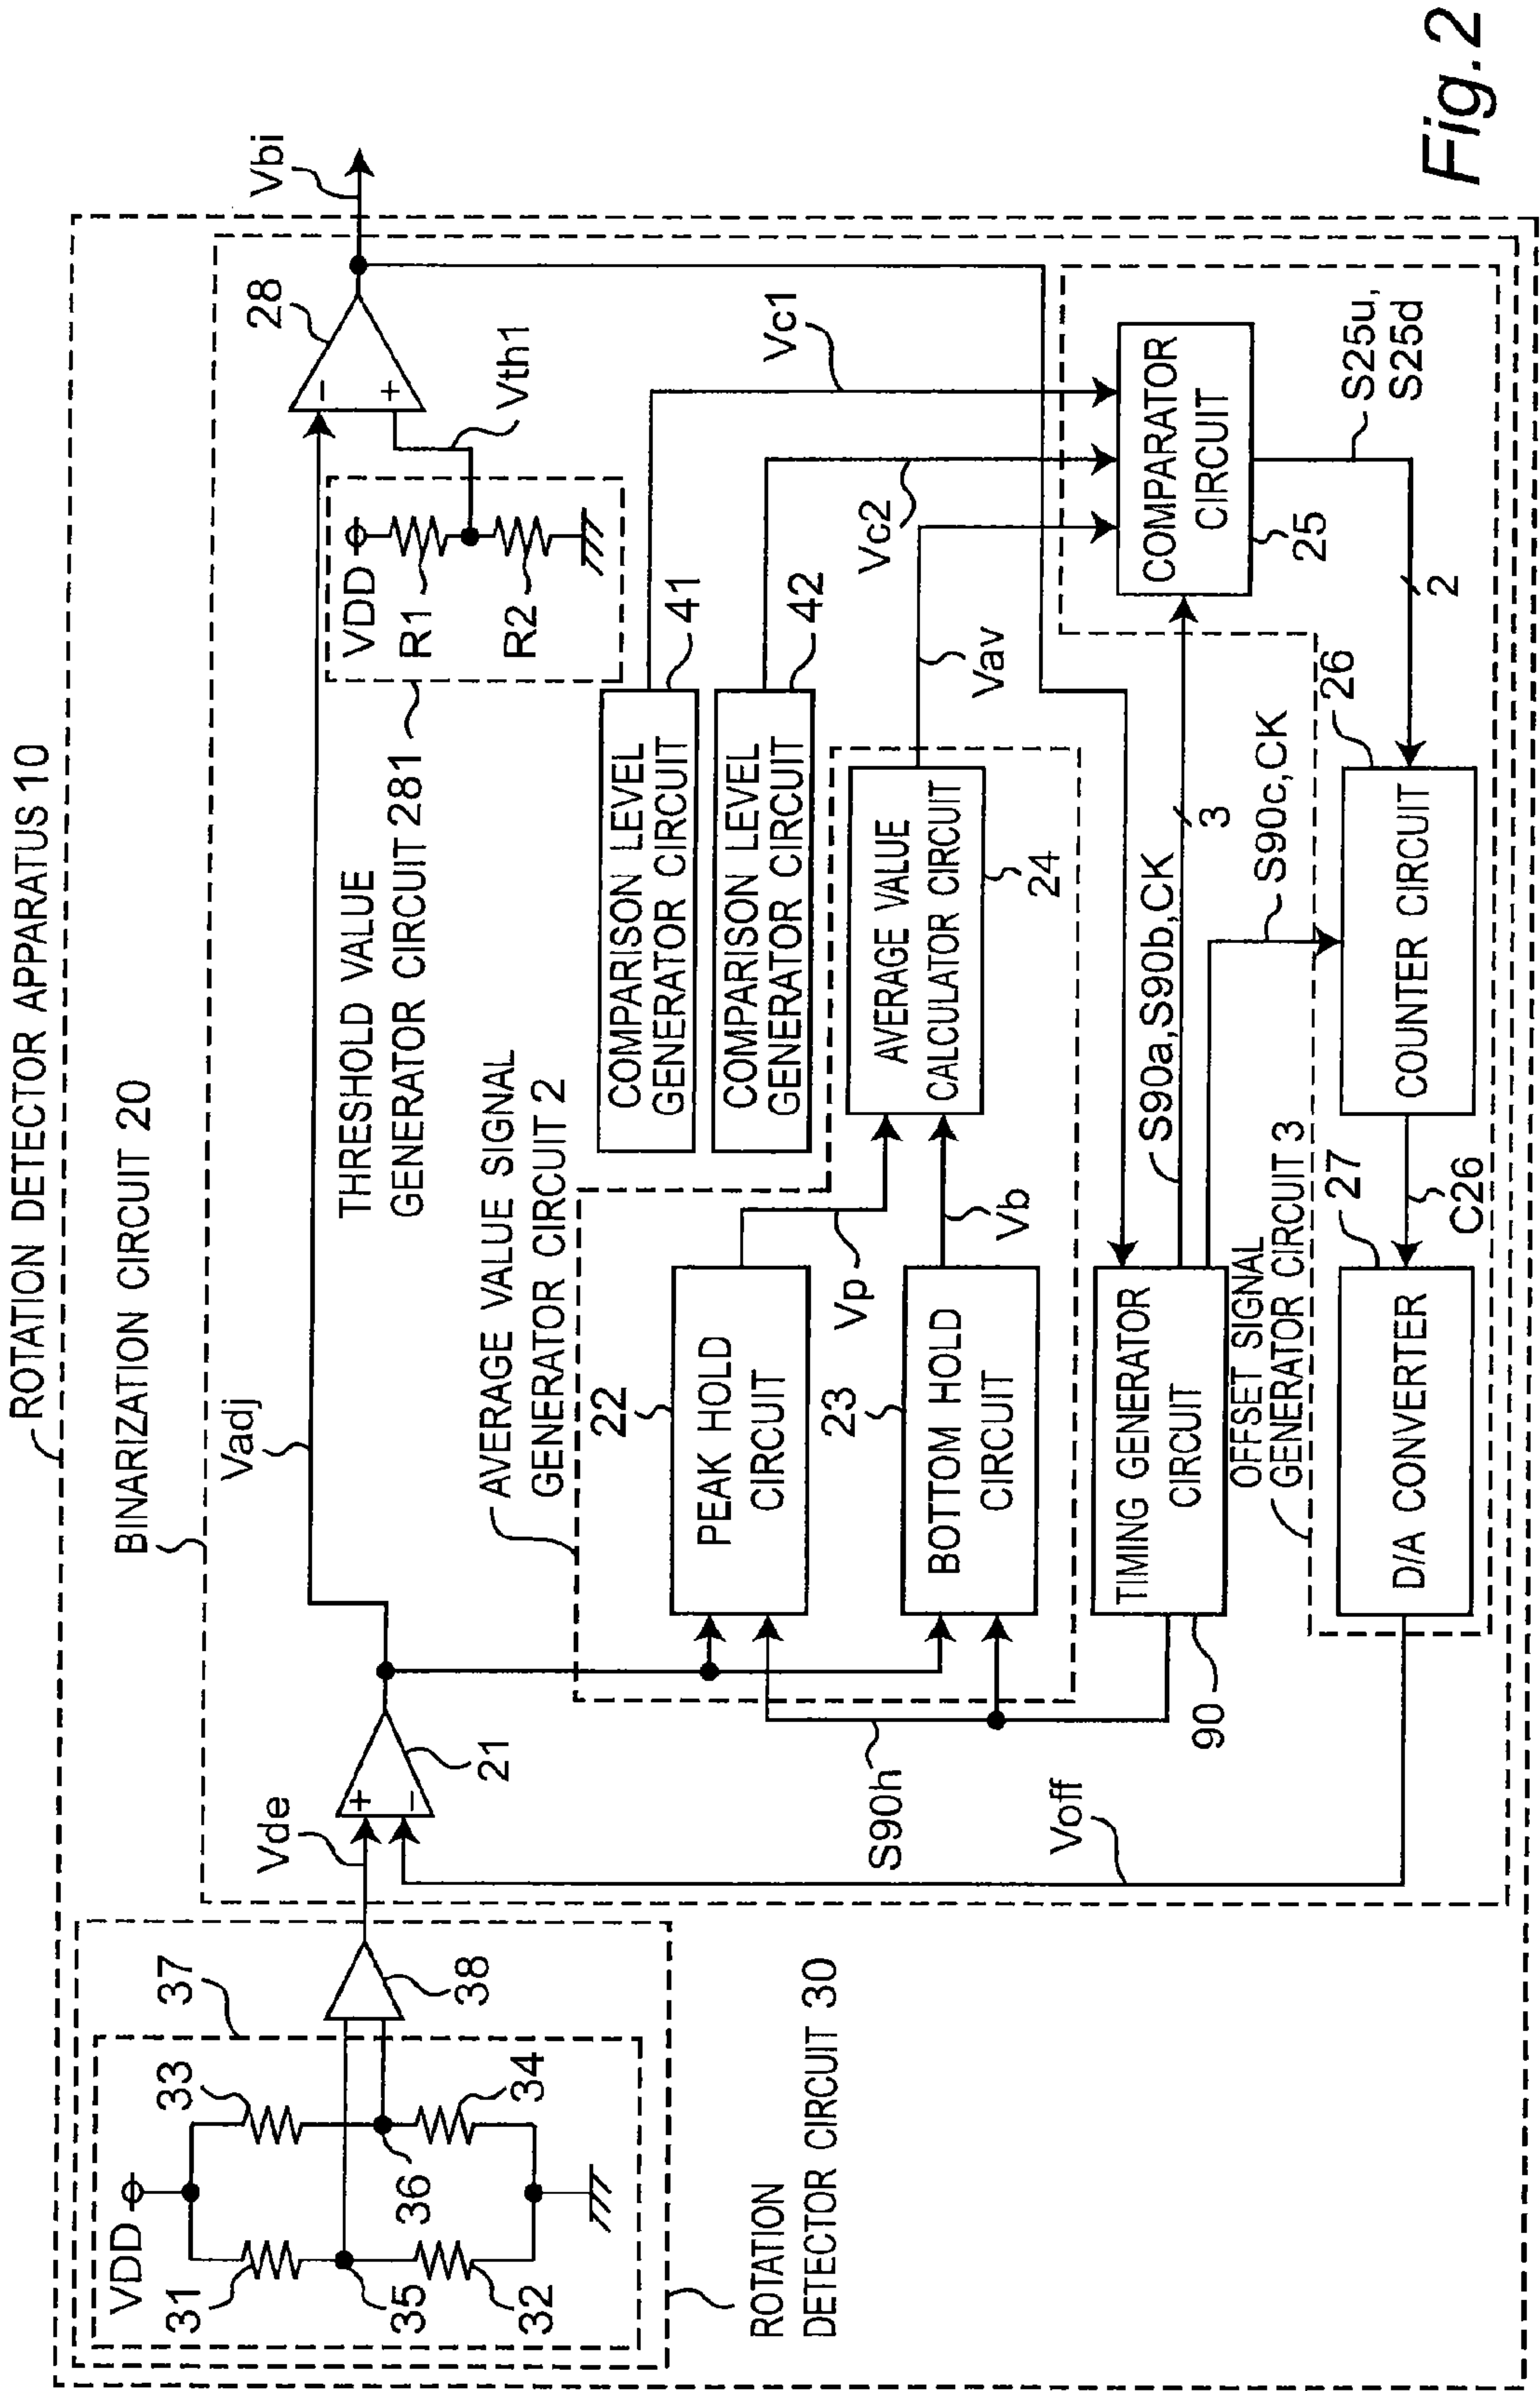 ROTATION DETECTOR APPARATUS 10
BINARIZATION CIRCUIT 20
VDD
31
33
35
36
32
34
37
38
ROTATION
DETECTOR CIRCUIT 30
Vde
+
−
21
Vadj
THRESHOLD VALUE
GENERATOR CIRCUIT 281
VDD
R1
R2
Vth1
−
+
28
Vbi
AVERAGE VALUE SIGNAL
GENERATOR CIRCUIT 2
COMPARISON LEVEL
GENERATOR CIRCUIT
41
COMPARISON LEVEL
GENERATOR CIRCUIT
42
Vc1
Vc2
22
PEAK HOLD
CIRCUIT
Vp
23
BOTTOM HOLD
CIRCUIT
Vb
AVERAGE VALUE
CALCULATOR CIRCUIT
24
Vav
S90h
90
TIMING GENERATOR
CIRCUIT
S90a,S90b,CK
3
S90c,CK
COMPARATOR
CIRCUIT
25
S25u,
S25d
2
OFFSET SIGNAL
GENERATOR CIRCUIT 3
Voff
D/A CONVERTER
27
C26
COUNTER CIRCUIT
26
Fig.2